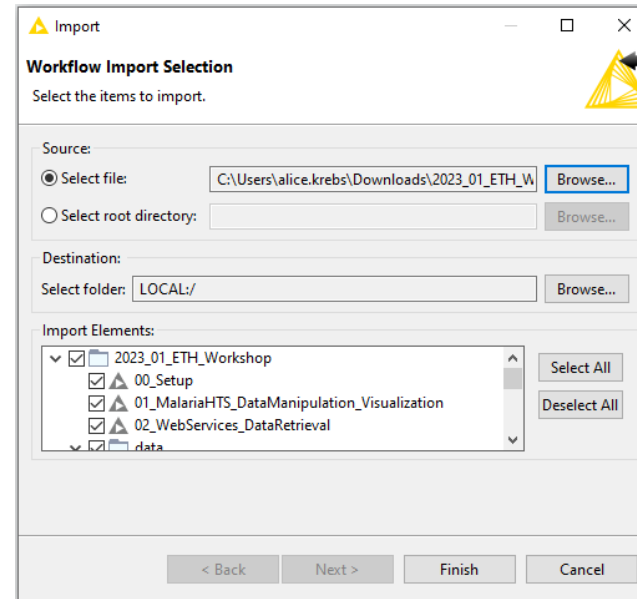 Import
Workflow Import Selection
Select the items to import.
Source:
Select file: C:\Users\alice.krebs\Downloads\2023_01_ETH_W Browse...
Select root directory: Browse...
Destination:
Select folder: LOCAL:/ Browse...
Import Elements:
2023_01_ETH_Workshop
00_Setup
Select All
01_MalariaHTS_DataManipulation_Visualization
Deselect All
02_WebServices_DataRetrieval
data
< Back Next > Finish Cancel